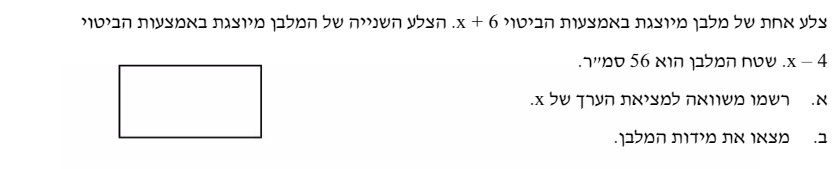 צלע אחת של מלבן מיוצגת באמצעות הביטוי x + 6. הצלע השנייה של המלבן מיוצגת באמצעות הביטוי
x – 4. שטח המלבן הוא 56 סמ״ר.
א. רשמו משוואה למציאת הערך של x.
ב. מצאו את מידות המלבן.